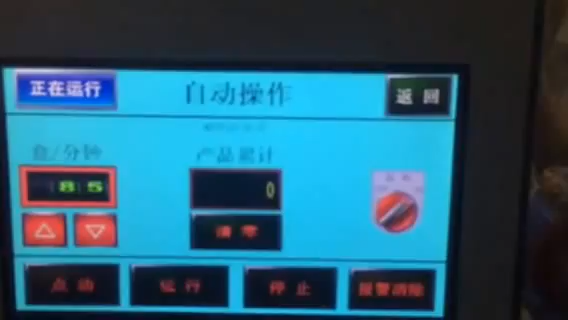 正在运行
自动操作
返 回
盒/分钟
产品累计
85
0
清 零
点 动
运 行
停 止
报警消除